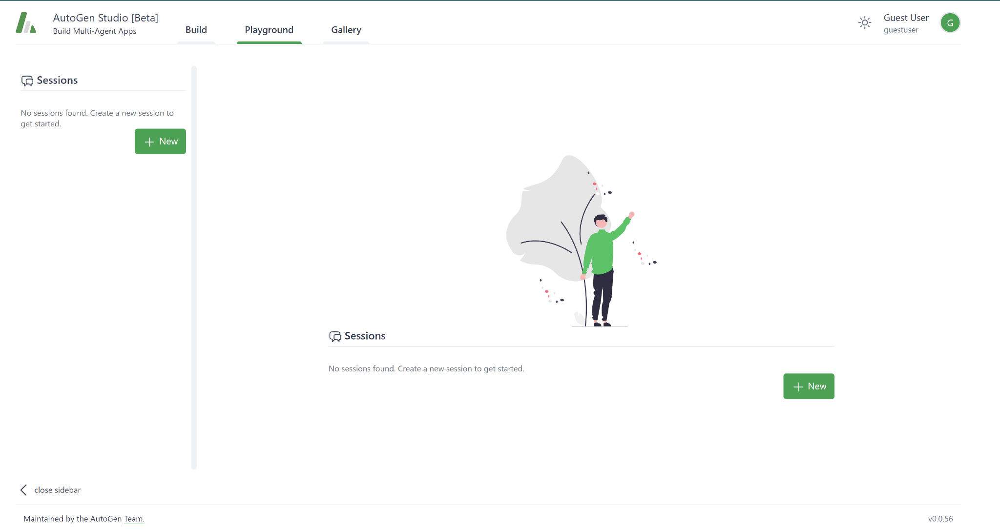 AutoGen Studio [Beta]
Build Multi-Agent Apps
Build
Playground
Gallery
Guest User
guestuser
G
Sessions
No sessions found. Create a new session to
get started.
New
Sessions
No sessions found. Create a new session to get started.
New
close sidebar
Maintained by the AutoGen Team.
v0.0.56